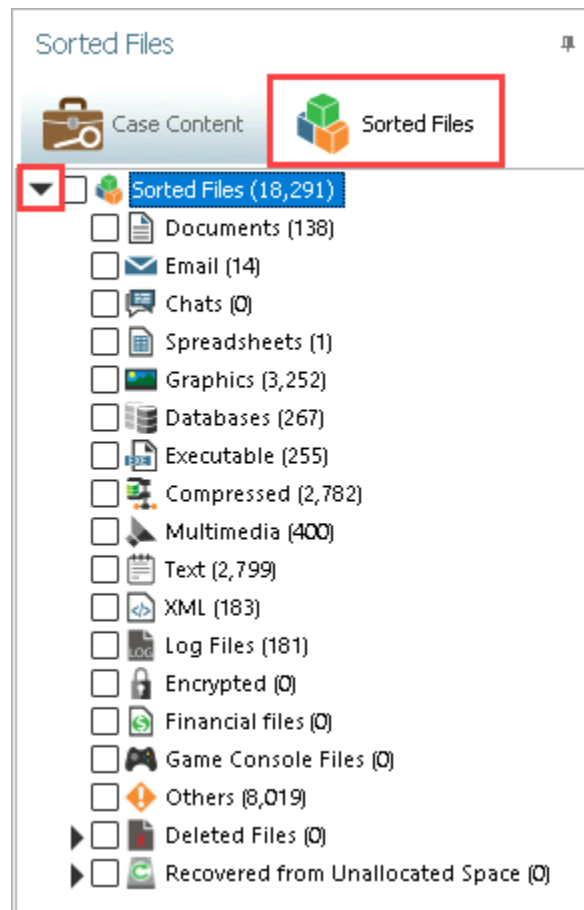 Sorted Files
Case Content
Sorted Files
Sorted Files (18,291)
Documents (138)
Email (14)
Chats (0)
Spreadsheets (1)
Graphics (3,252)
Databases (267)
EXE
Executable (255)
Compressed (2,782)
Multimedia (400)
Text (2,799)
XML (183)
LOG
Log Files (181)
Encrypted (0)
Financial files (0)
Game Console Files (0)
Others (8,019)
Deleted Files (0)
Recovered from Unallocated Space (0)